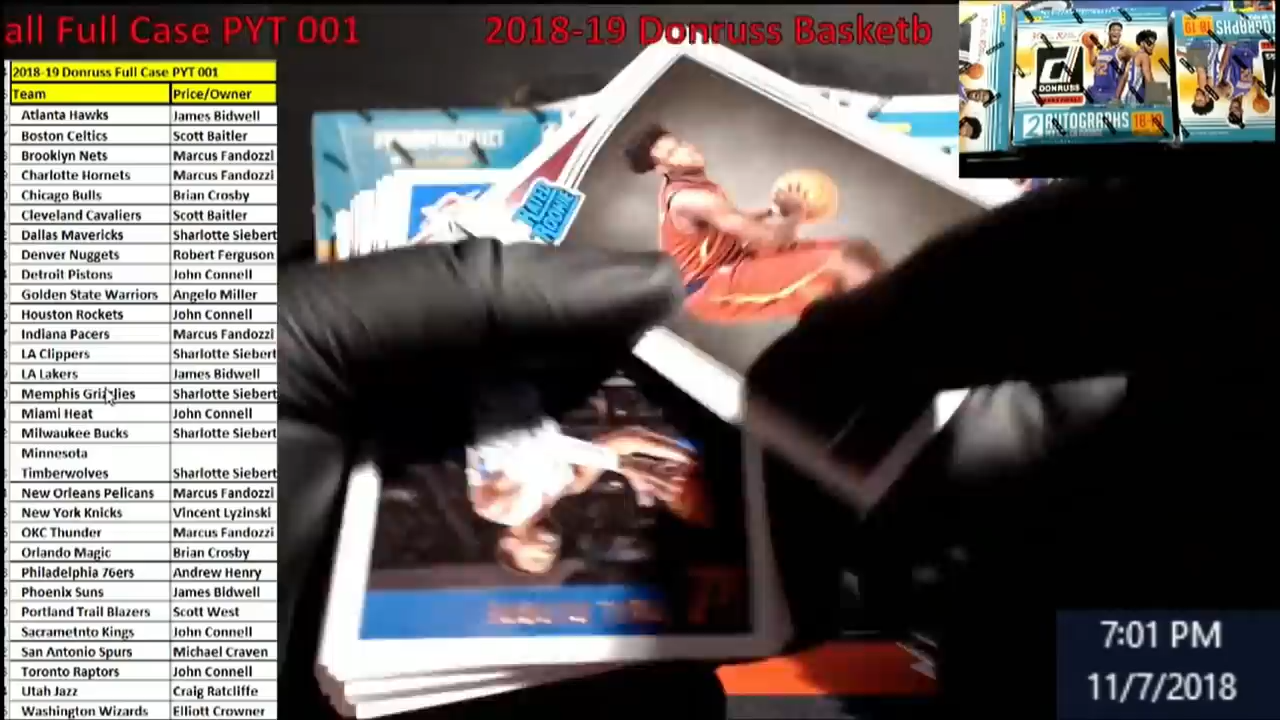 all Full Case PYT 001 2018-19 Donruss Basketb
2018-19 Donruss Full Case PYT 001
Team Price/Owner
Atlanta Hawks James Bidwell
Boston Celtics Scott Baitler
Brooklyn Nets Marcus Fandozzi
Charlotte Hornets Marcus Fandozzi
Chicago Bulls Brian Crosby
Cleveland Cavaliers Scott Baitler
Dallas Mavericks Sharlotte Siebert
Denver Nuggets Robert Ferguson
Detroit Pistons John Connell
Golden State Warriors Angelo Miller
Houston Rockets John Connell
Indiana Pacers Marcus Fandozzi
LA Clippers Sharlotte Siebert
LA Lakers James Bidwell
Memphis Grizzlies Sharlotte Siebert
Miami Heat John Connell
Milwaukee Bucks Sharlotte Siebert
Minnesota
Timberwolves Sharlotte Siebert
New Orleans Pelicans Marcus Fandozzi
New York Knicks Vincent Lyzinski
OKC Thunder Marcus Fandozzi
Orlando Magic Brian Crosby
Philadelphia 76ers Andrew Henry
Phoenix Suns James Bidwell
Portland Trail Blazers Scott West
Sacrametnto Kings John Connell
San Antonio Spurs Michael Craven
Toronto Raptors John Connell
Utah Jazz Craig Ratcliffe
Washington Wizards Elliott Crowner
RATED
ROOKIE
DONRUSS
2 AUTOGRAPHS 18-19
18-19
7:01 PM
11/7/2018